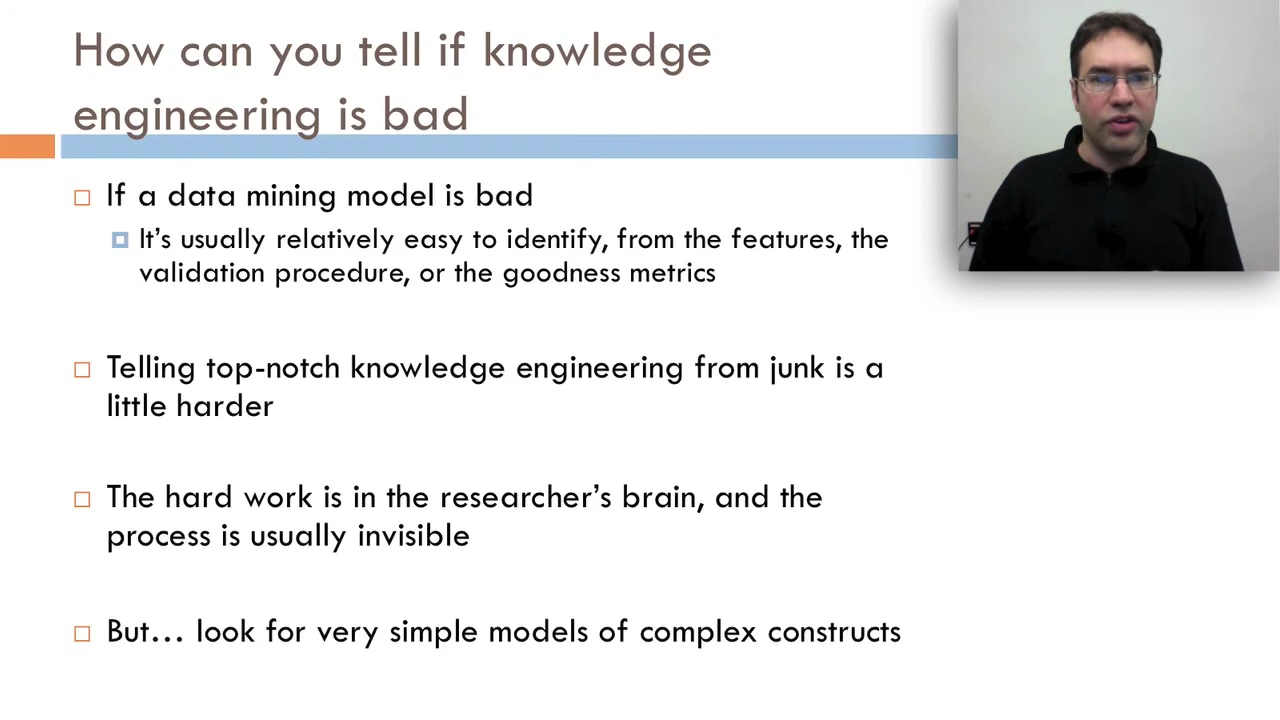 How can you tell if knowledge
engineering is bad
If a data mining model is bad
It's usually relatively easy to identify, from the features, the
validation procedure, or the goodness metrics
Telling top-notch knowledge engineering from junk is a
little harder
The hard work is in the researcher's brain, and the
process is usually invisible
But… look for very simple models of complex constructs